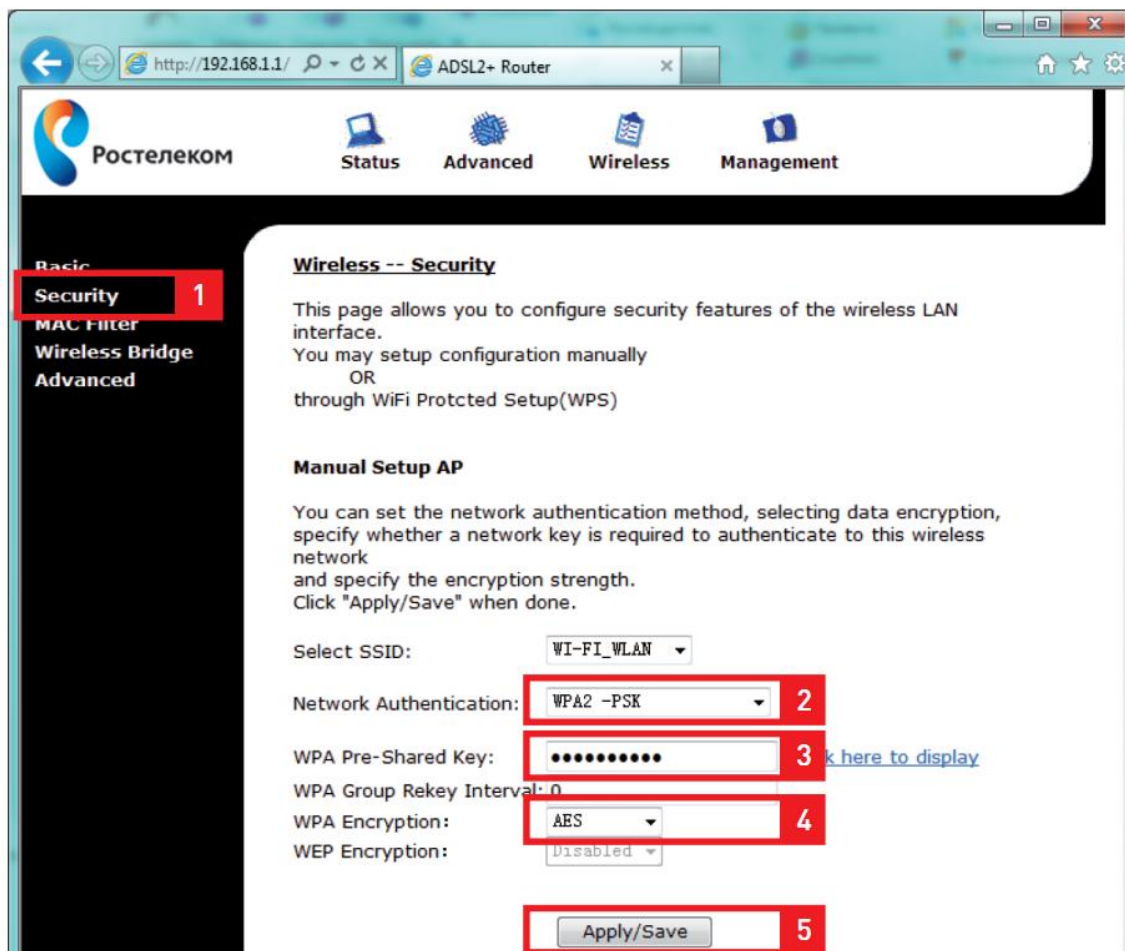 http://192.168.1.1/
ADSL2+ Router
Ростелеком
Status
Advanced
Wireless
Management
Basic
Security 1
MAC Filter
Wireless Bridge
Advanced
Wireless -- Security
This page allows you to configure security features of the wireless LAN
interface.
You may setup configuration manually
OR
through WiFi Protcted Setup(WPS)
Manual Setup AP
You can set the network authentication method, selecting data encryption,
specify whether a network key is required to authenticate to this wireless
network
and specify the encryption strength.
Click "Apply/Save" when done.
Select SSID: WI-FI_WLAN
Network Authentication: WPA2 -PSK 2
WPA Pre-Shared Key: •••••••••• 3 k here to display
WPA Group Rekey Interval: 0
WPA Encryption: AES 4
WEP Encryption: Disabled
Apply/Save 5